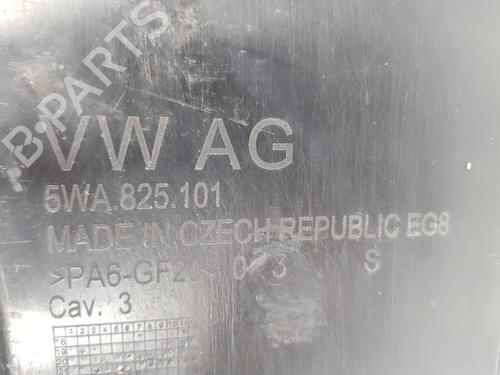 B-PARTS
VW AG
5WA.825.101
MADE IN CZECH REPUBLIC EG8
>PA6-GF20< S
Cav. 3